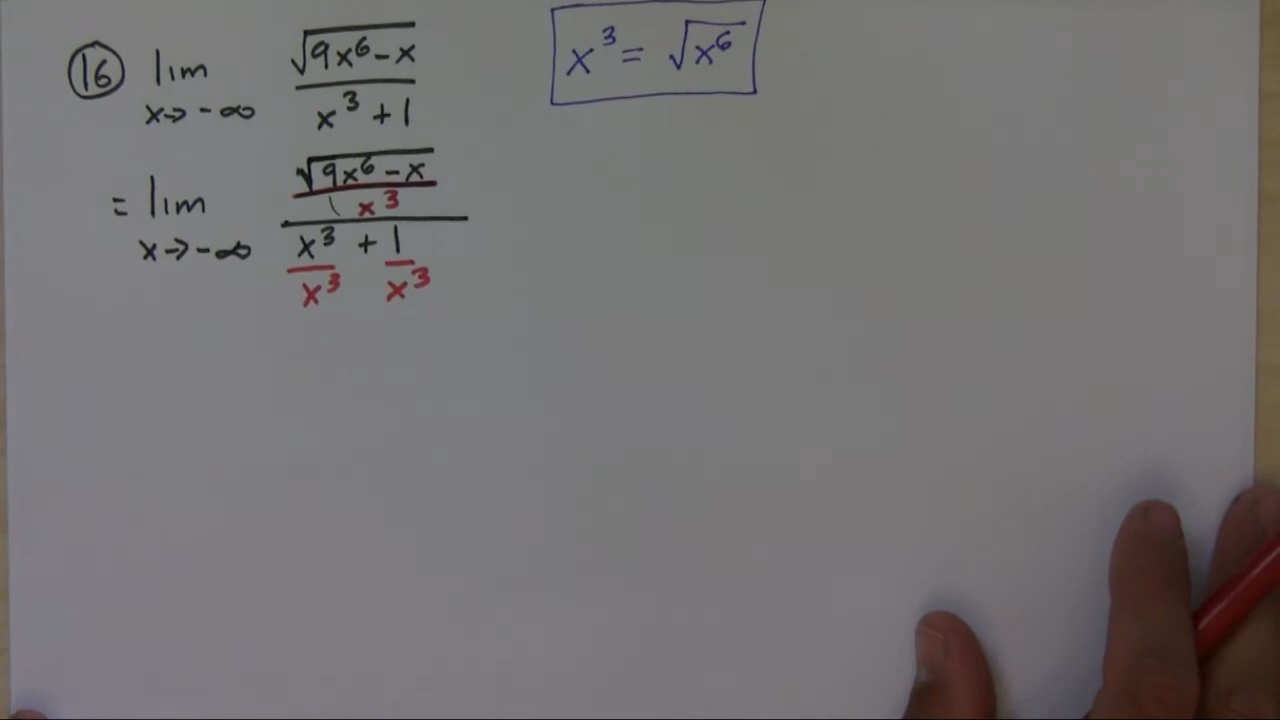 16 lim x→-∞ √(9x⁶-x) / (x³+1)
x³ = √x⁶
= lim x→-∞ (√(9x⁶-x) / x³) / (x³/x³ + 1/x³)